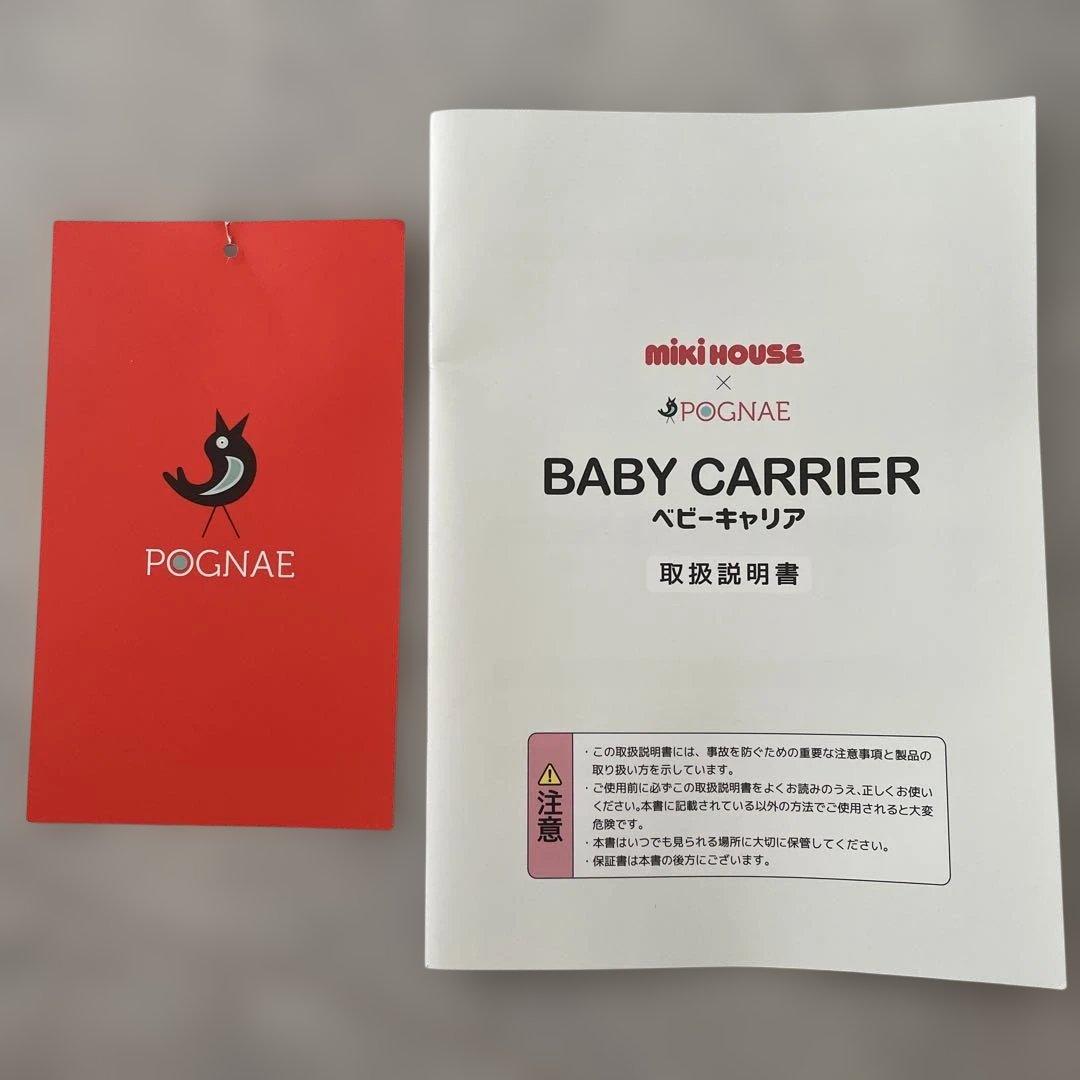 POGNAE
mikiHOUSE
×
POGNAE
BABY CARRIER
ベビーキャリア
取扱説明書
注意
・この取扱説明書には、事故を防ぐための重要な注意事項と製品の
取り扱い方を示しています。
・ご使用前に必ずこの取扱説明書をよくお読みのうえ、正しくお使い
ください。本書に記載されている以外の方法でご使用されると大変
危険です。
・本書はいつでも見られる場所に大切に保管してください。
・保証書は本書の後方にございます。